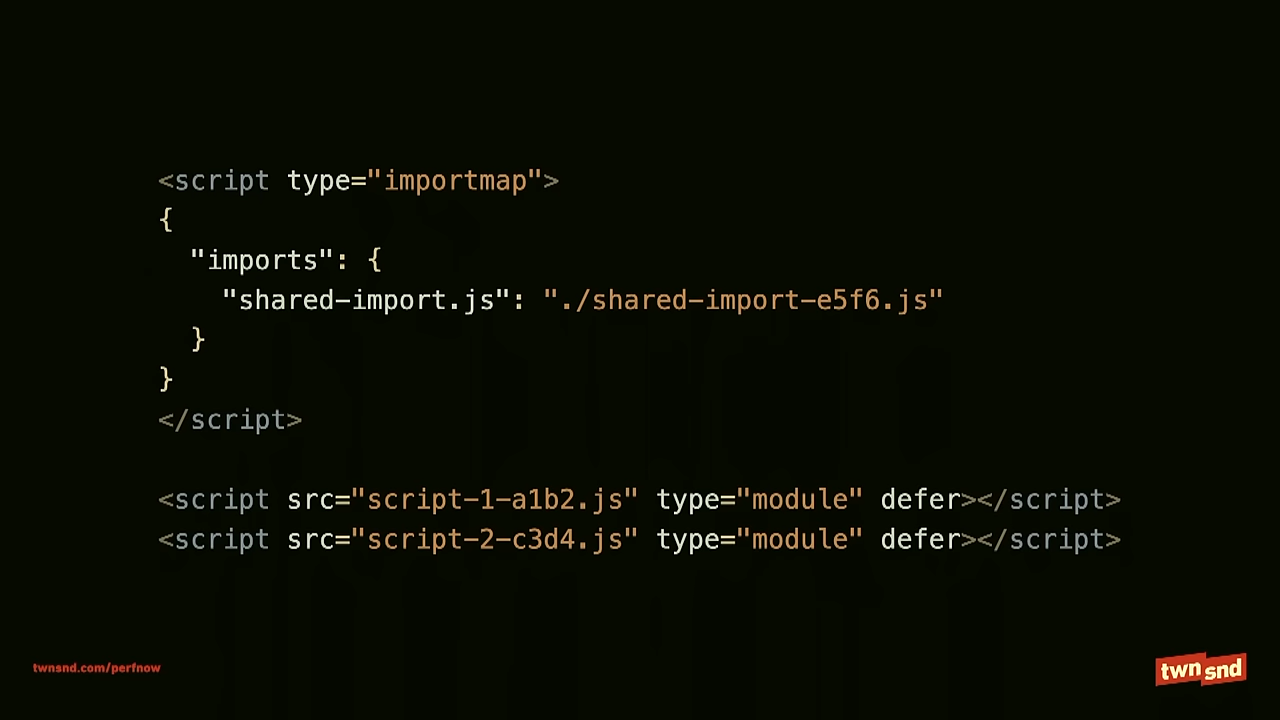 <script type="importmap">
{
  "imports": {
    "shared-import.js": "./shared-import-e5f6.js"
  }
}
</script>
<script src="script-1-a1b2.js" type="module" defer></script>
<script src="script-2-c3d4.js" type="module" defer></script>
twnsnd.com/perfnow
twn snd